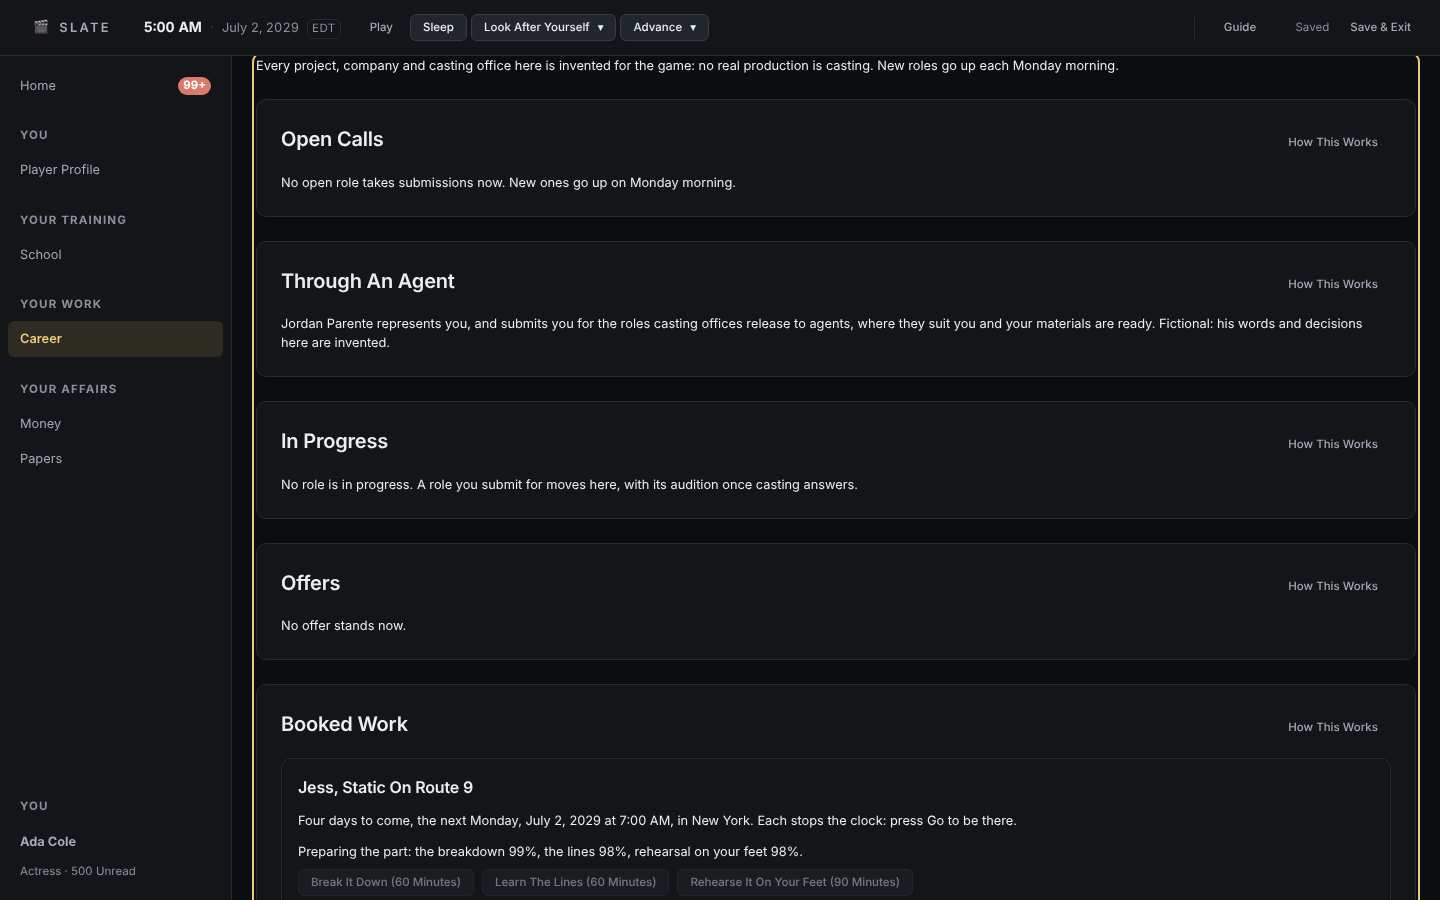 SLATE
5:00 AM · July 2, 2029 EDT
Play
Sleep
Look After Yourself ▾
Advance ▾
Guide
Saved
Save & Exit
Home
99+
YOU
Player Profile
YOUR TRAINING
School
YOUR WORK
Career
YOUR AFFAIRS
Money
Papers
YOU
Ada Cole
Actress · 500 Unread
Every project, company and casting office here is invented for the game: no real production is casting. New roles go up each Monday morning.
Open Calls
How This Works
No open role takes submissions now. New ones go up on Monday morning.
Through An Agent
How This Works
Jordan Parente represents you, and submits you for the roles casting offices release to agents, where they suit you and your materials are ready. Fictional: his words and decisions
here are invented.
In Progress
How This Works
No role is in progress. A role you submit for moves here, with its audition once casting answers.
Offers
How This Works
No offer stands now.
Booked Work
How This Works
Jess, Static On Route 9
Four days to come, the next Monday, July 2, 2029 at 7:00 AM, in New York. Each stops the clock: press Go to be there.
Preparing the part: the breakdown 99%, the lines 98%, rehearsal on your feet 98%.
Break It Down (60 Minutes)
Learn The Lines (60 Minutes)
Rehearse It On Your Feet (90 Minutes)